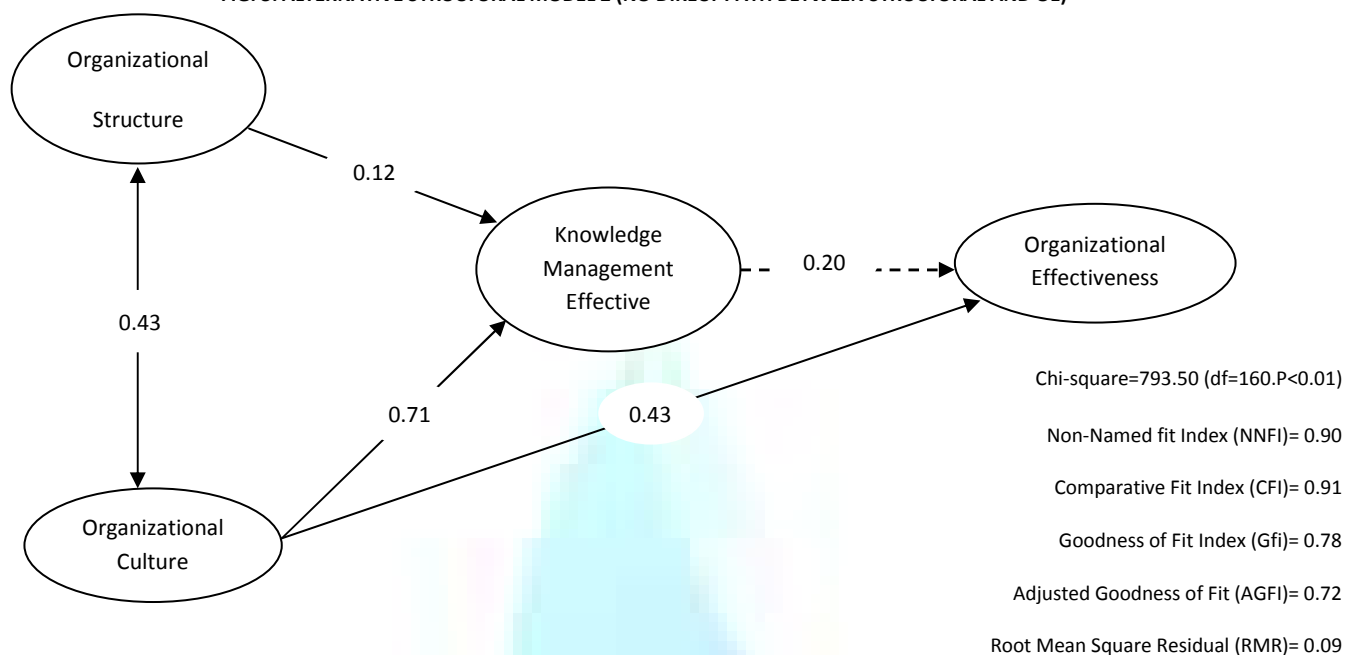 Organizational
Structure
0.12
0.43
Knowledge
Management
Effective
0.20
Organizational
Effectiveness
0.71
0.43
Organizational
Culture
Chi-square=793.50 (df=160.P<0.01)
Non-Named fit Index (NNFI)= 0.90
Comparative Fit Index (CFI)= 0.91
Goodness of Fit Index (Gfi)= 0.78
Adjusted Goodness of Fit (AGFI)= 0.72
Root Mean Square Residual (RMR)= 0.09